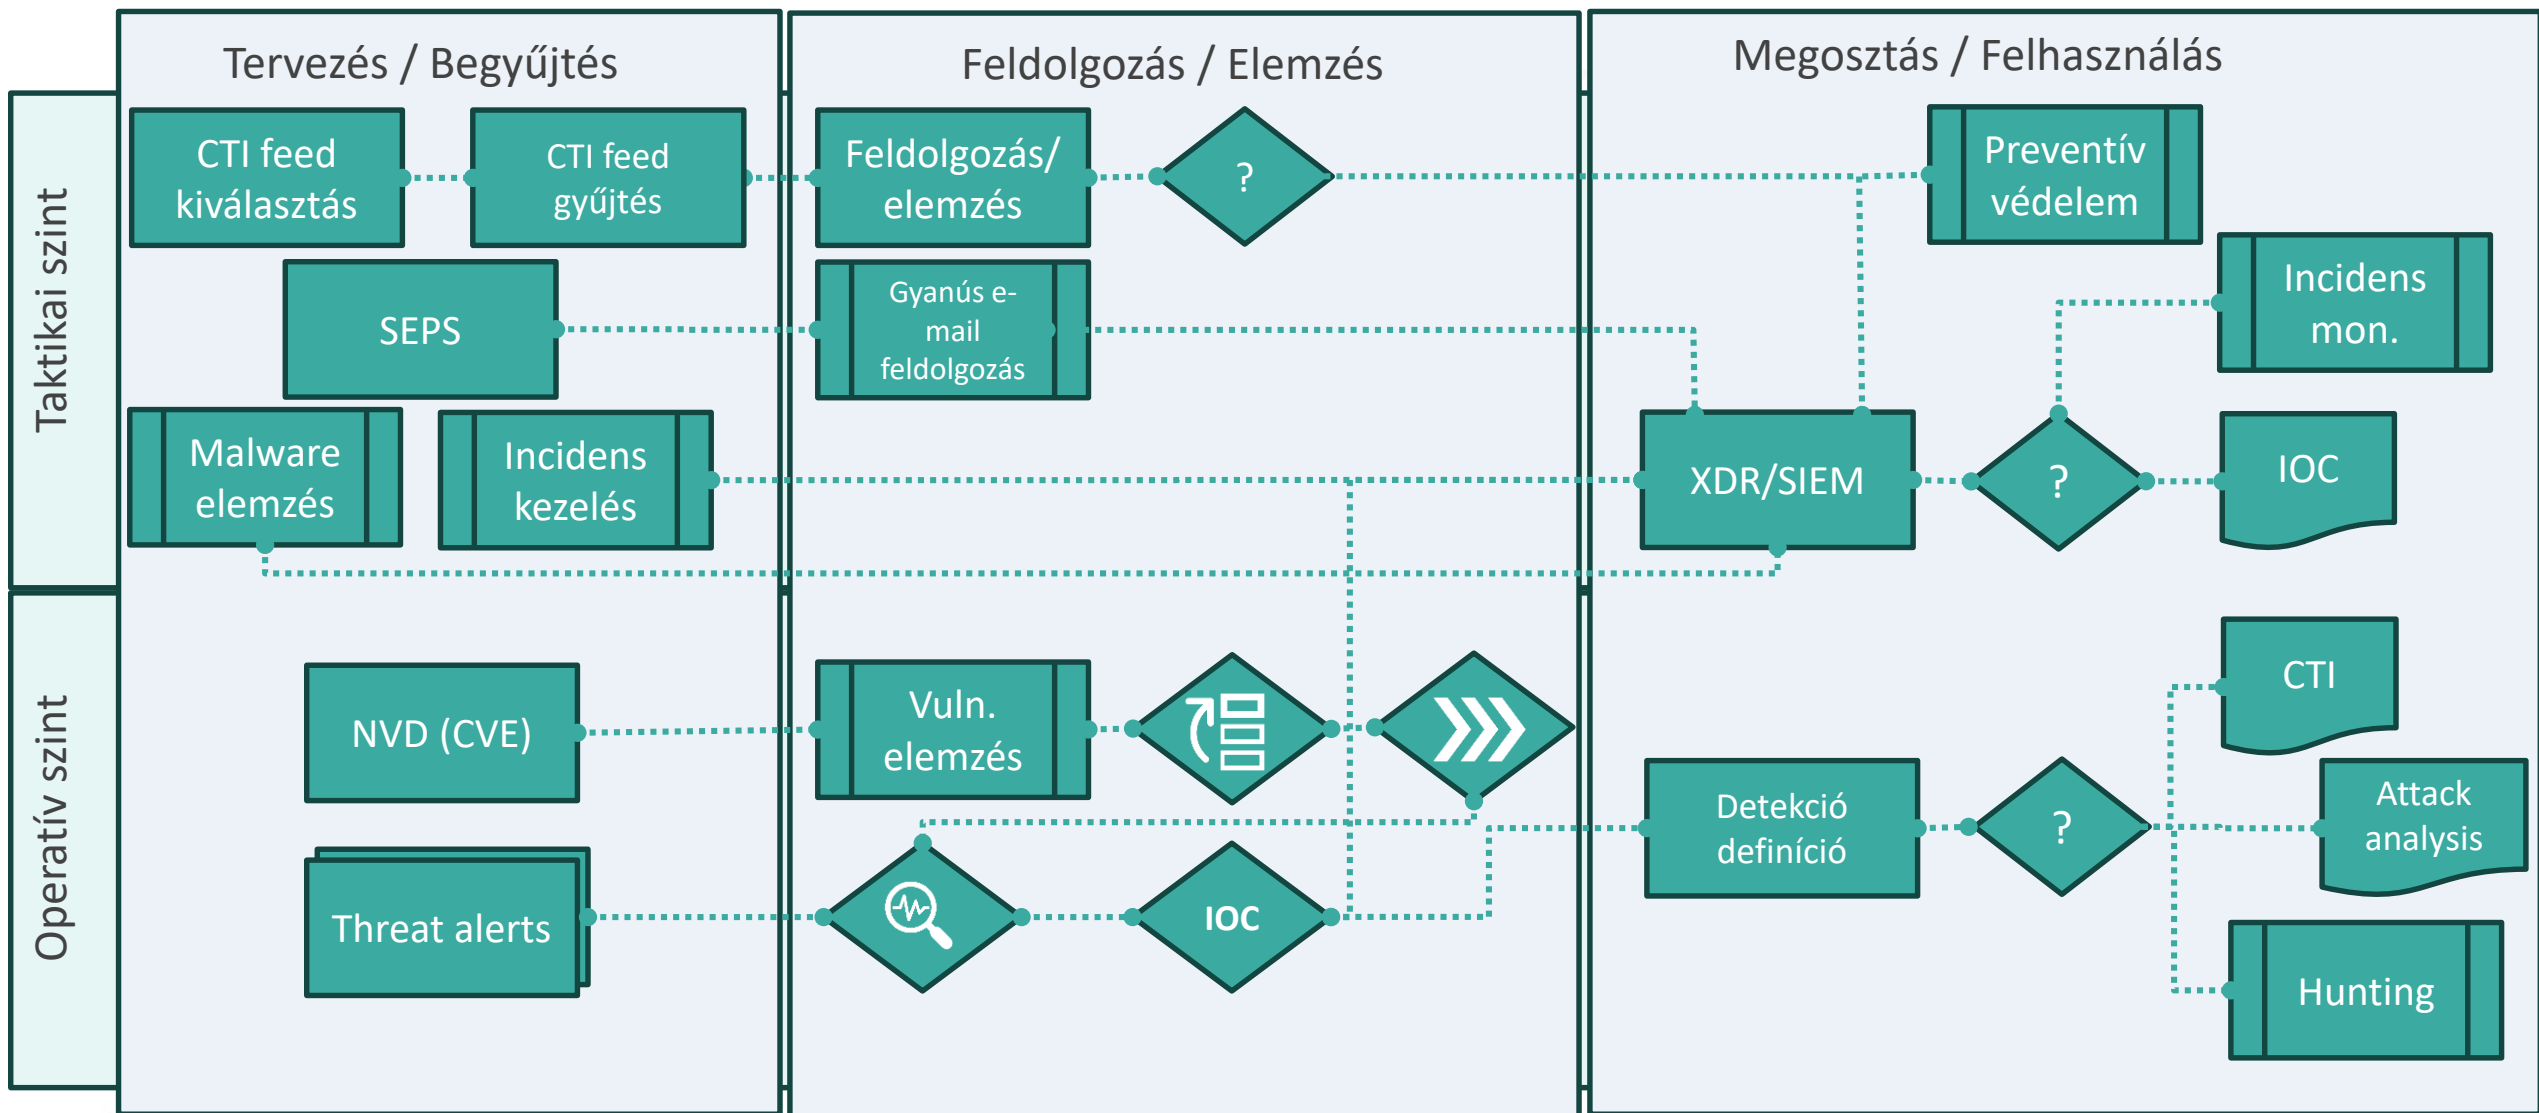 Tervezés / Begyűjtés
Feldolgozás / Elemzés
Megosztás / Felhasználás
Taktikai szint
CTI feed
kiválasztás
CTI feed
gyűjtés
Feldolgozás/
elemzés
?
Preventív
védelem
Incidens
mon.
SEPS
Gyanús e-
mail
feldolgozás
Malware
elemzés
Incidens
kezelés
XDR/SIEM
?
IOC
Operatív szint
NVD (CVE)
Vuln.
elemzés
CTI
Detekció
definíció
?
Attack
analysis
Threat alerts
IOC
Hunting